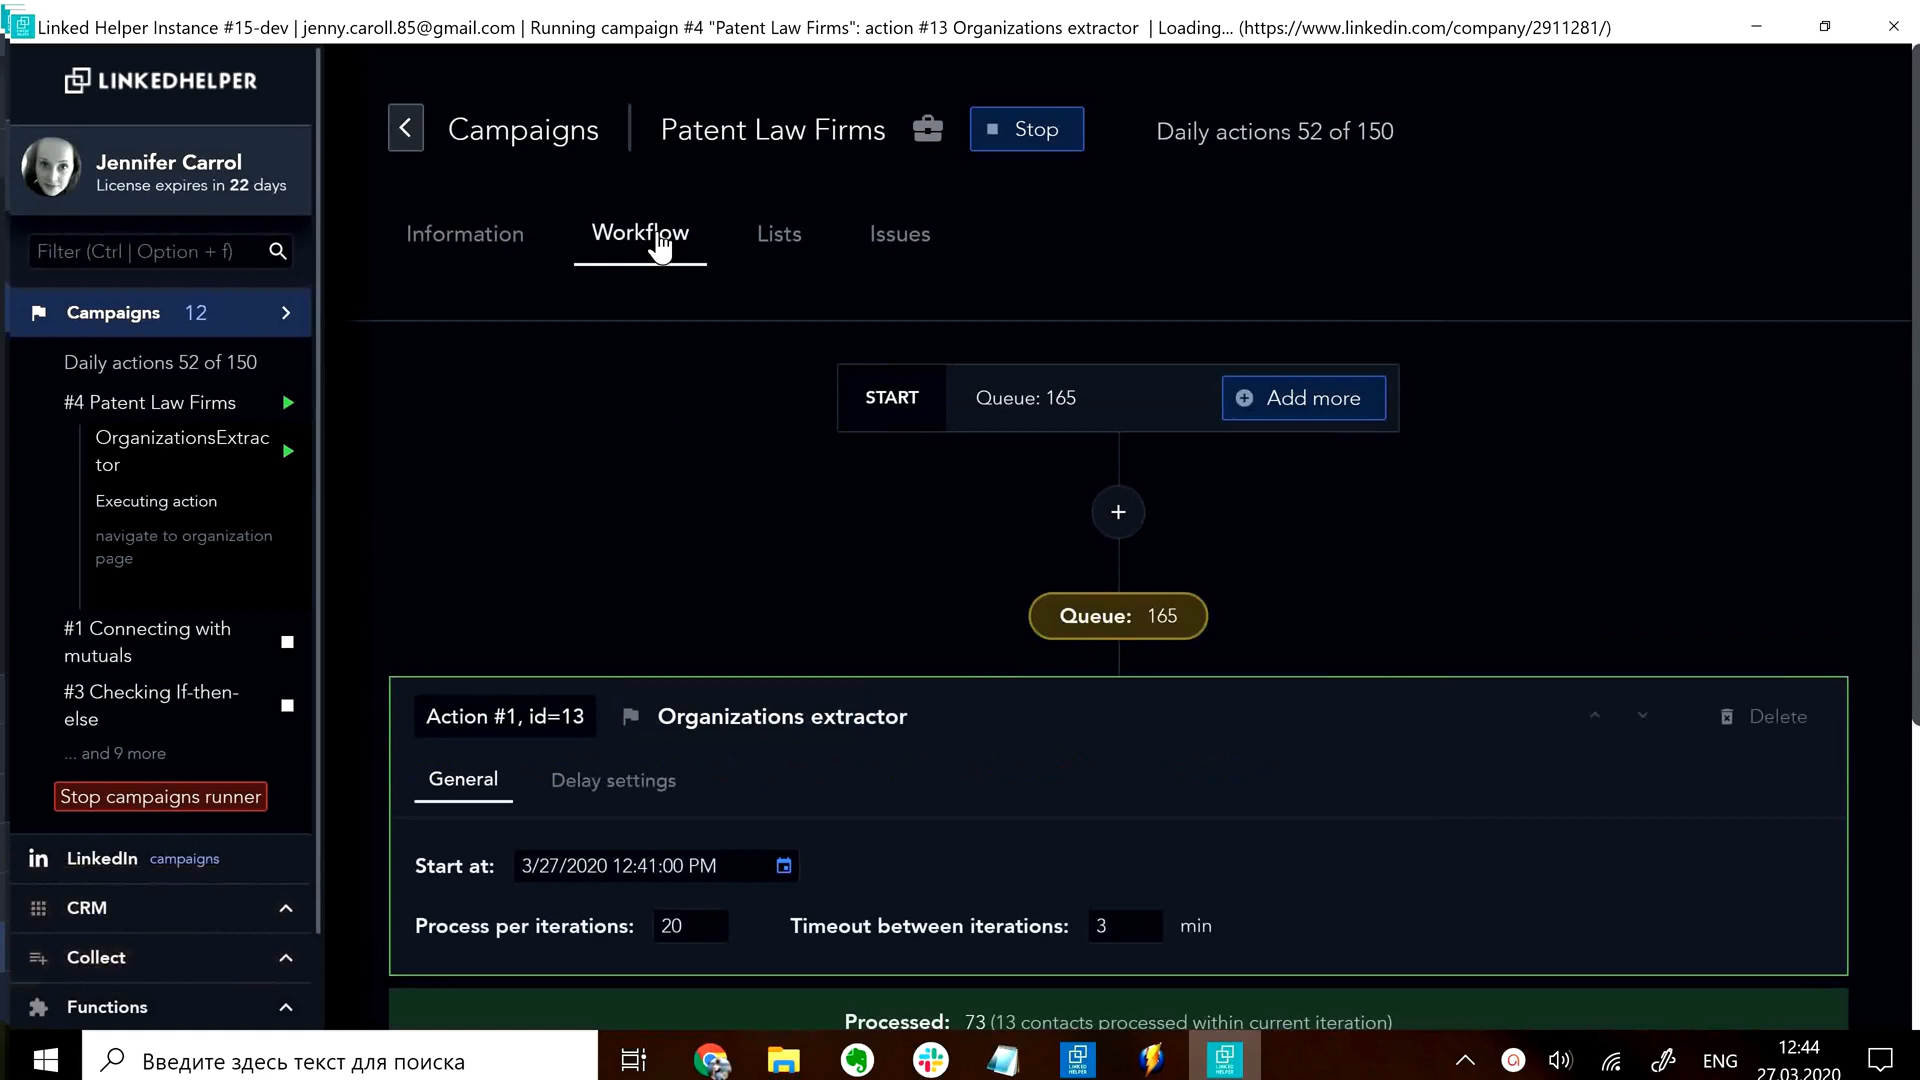 Linked Helper Instance #15-dev | jenny.caroll.85@gmail.com | Running campaign #4 "Patent Law Firms": action #13 Organizations extractor | Loading... (https://www.linkedin.com/company/2911281/)
LINKEDHELPER
Jennifer Carrol
License expires in 22 days
Filter (Ctrl | Option + f)
Campaigns 12
Daily actions 52 of 150
#4 Patent Law Firms
OrganizationsExtrac
tor
Executing action
navigate to organization
page
#1 Connecting with
mutuals
#3 Checking If-then-
else
... and 9 more
Stop campaigns runner
LinkedIn campaigns
CRM
Collect
Functions
Campaigns
Patent Law Firms
Stop
Daily actions 52 of 150
Information
Workflow
Lists
Issues
START
Queue: 165
Add more
+
Queue: 165
Action #1, id=13
Organizations extractor
Delete
General
Delay settings
Start at: 3/27/2020 12:41:00 PM
Process per iterations: 20
Timeout between iterations: 3 min
Processed: 73 (13 contacts processed within current iteration)
Введите здесь текст для поиска
LINKED
HELPER
LINKED
HELPER
ENG
12:44
27.03.2020